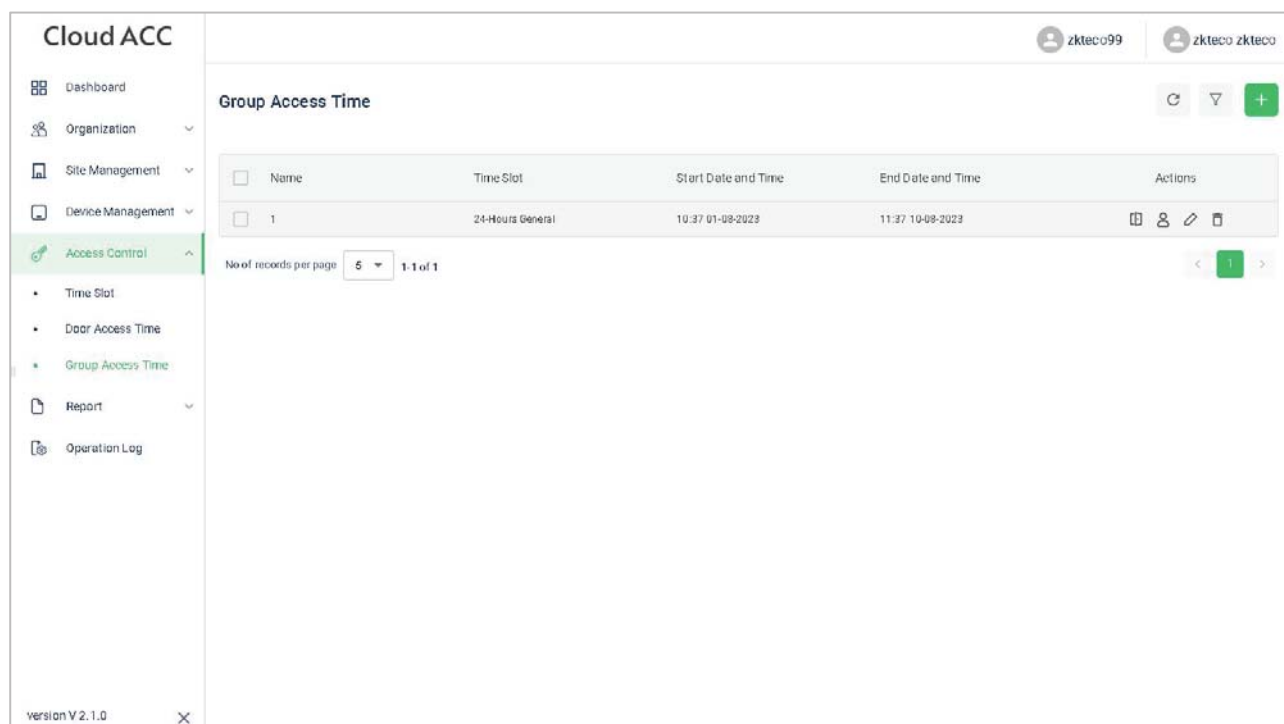 Cloud ACC
zkteco99
zkteco zkteco
Dashboard
Organization
Site Management
Device Management
Access Control
Time Slot
Door Access Time
Group Access Time
Report
Operation Log
version V 2.1.0
Group Access Time
Name Time Slot Start Date and Time End Date and Time Actions
1 24-Hours General 10:37 01-08-2023 11:37 10-08-2023
No of records per page 5 1-1 of 1
< 1 >